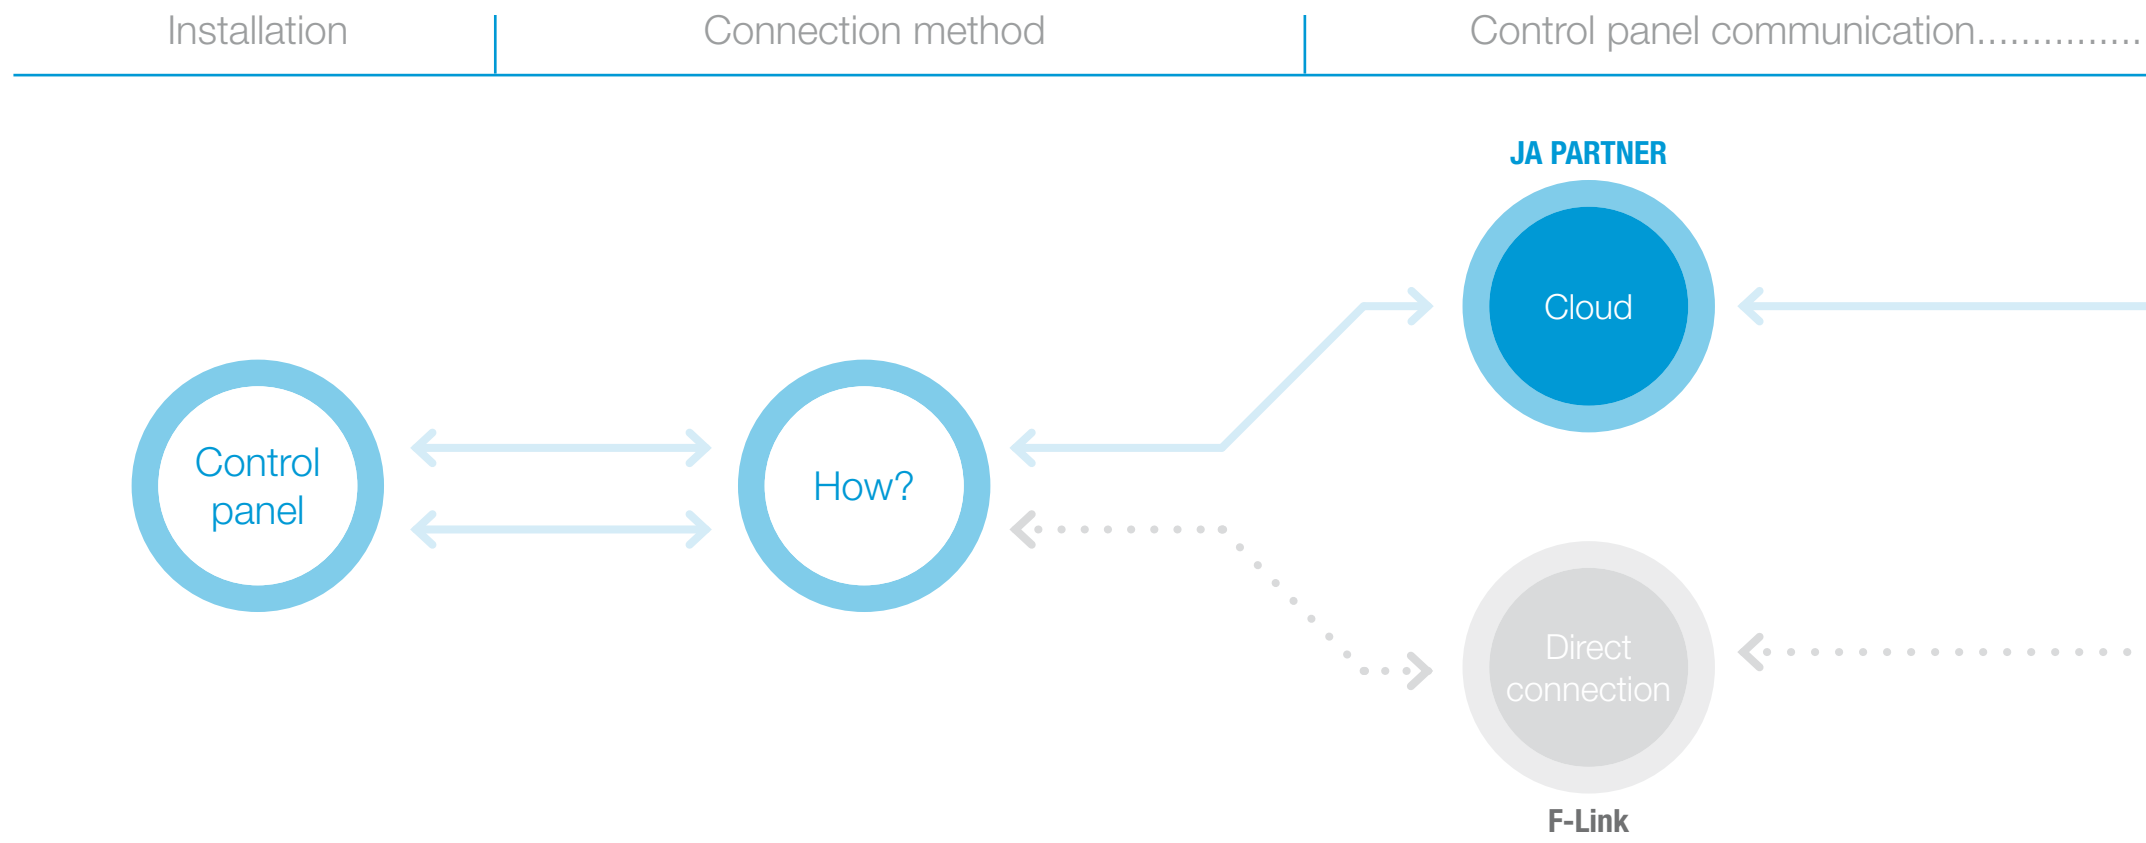 Installation
Connection method
Control panel communication...............
JA PARTNER
Cloud
Control
panel
How?
Direct
connection
F-Link